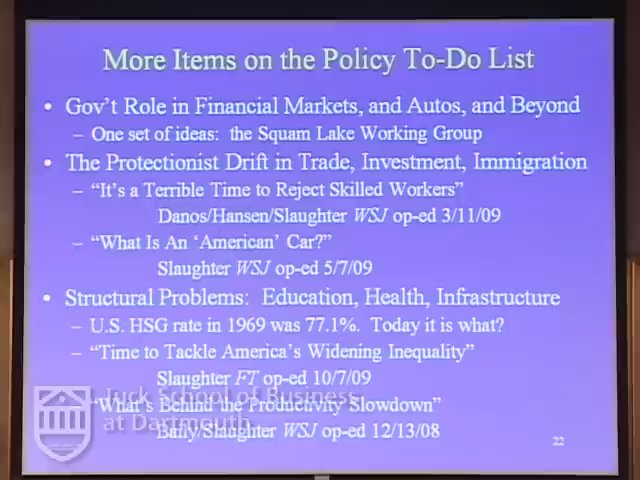 More Items on the Policy To-Do List
• Gov't Role in Financial Markets, and Autos, and Beyond
– One set of ideas: the Squam Lake Working Group
• The Protectionist Drift in Trade, Investment, Immigration
– "It's a Terrible Time to Reject Skilled Workers"
Danos/Hansen/Slaughter WSJ op-ed 3/11/09
– "What Is An 'American' Car?"
Slaughter WSJ op-ed 5/7/09
• Structural Problems: Education, Health, Infrastructure
– U.S. HSG rate in 1969 was 77.1%. Today it is what?
– "Time to Tackle America's Widening Inequality"
Slaughter FT op-ed 10/7/09
"What's Behind the Productivity Slowdown"
Baily/Slaughter WSJ op-ed 12/13/08
Tuck School of Business
at Dartmouth
22